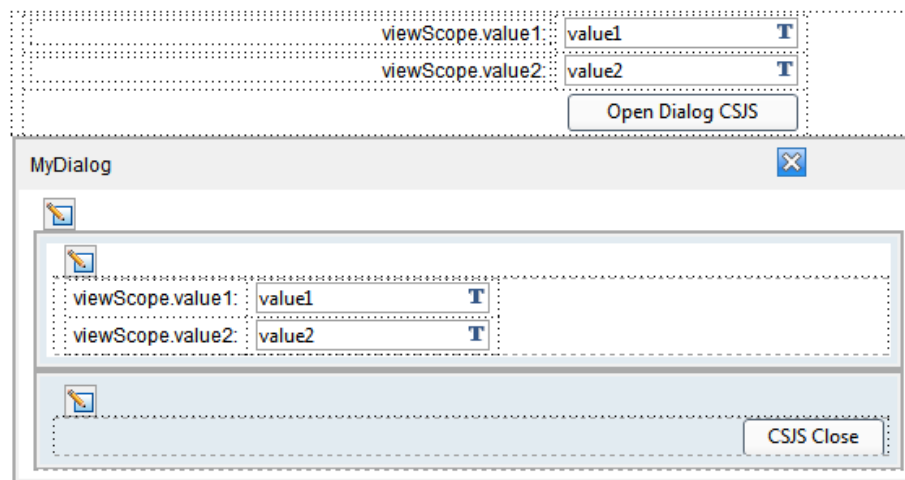 viewScope.value1: value1 T
viewScope.value2: value2 T
Open Dialog CSJS
MyDialog
viewScope.value1: value1 T
viewScope.value2: value2 T
CSJS Close